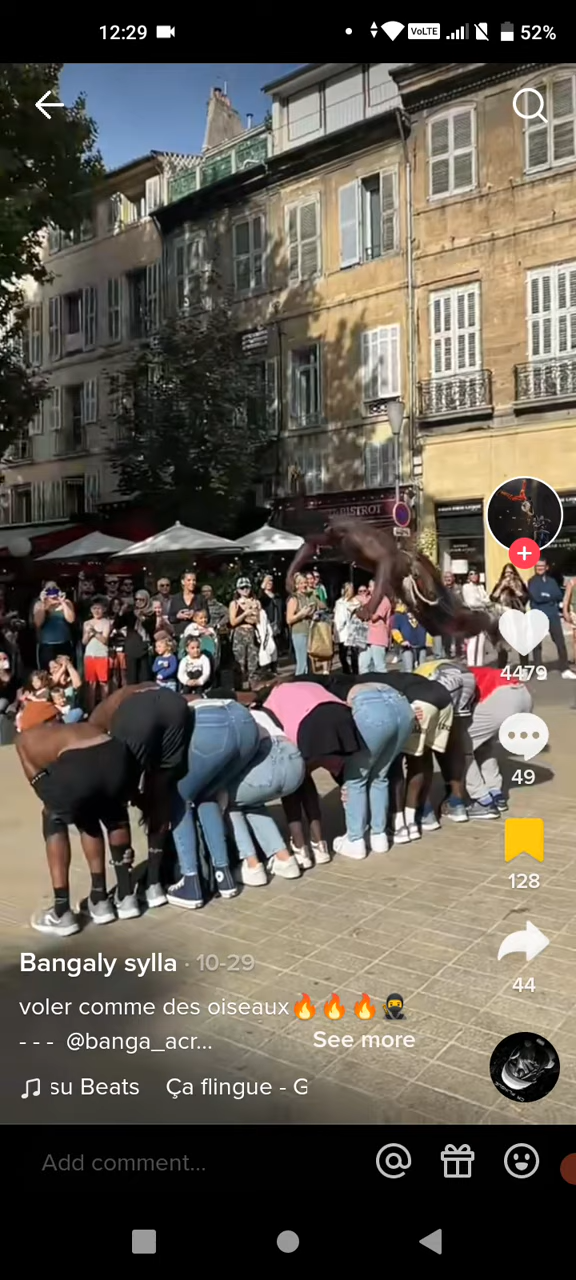 12:29
VoLTE
52%
BISTROT
4479
49
128
44
Bangaly sylla · 10-29
voler comme des oiseaux🔥🔥🔥🥷
- - - @banga_acr... See more
su Beats Ça flingue - G
Add comment...